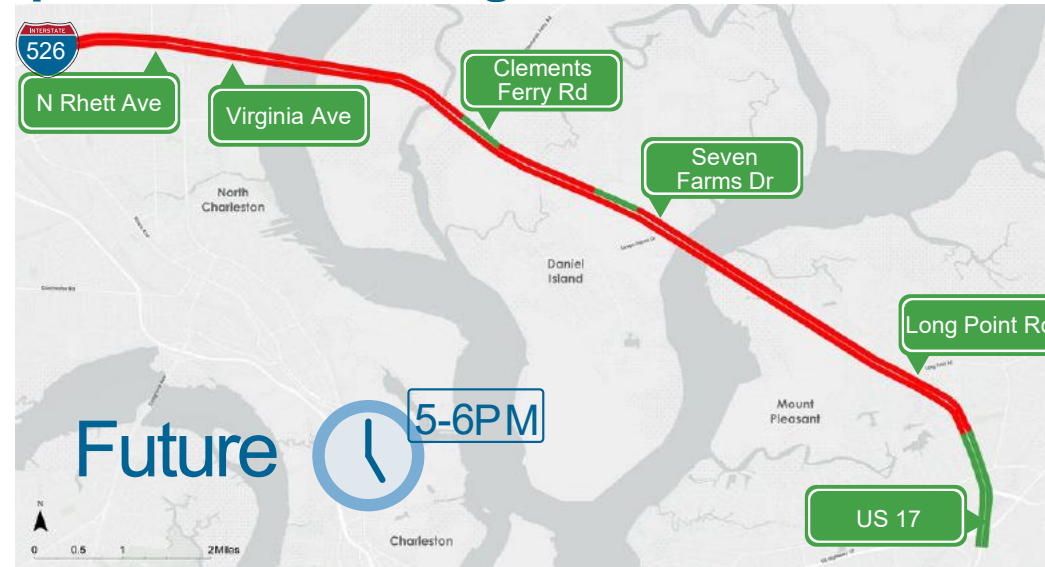 INTERSTATE
526
N Rhett Ave
Virginia Ave
Clements
Ferry Rd
Seven
Farms Dr
North
Charleston
Daniel
Island
Long Point Rd
Mount
Pleasant
Future
5-6PM
US 17
N
0 0.5 1 2Miles
Charleston